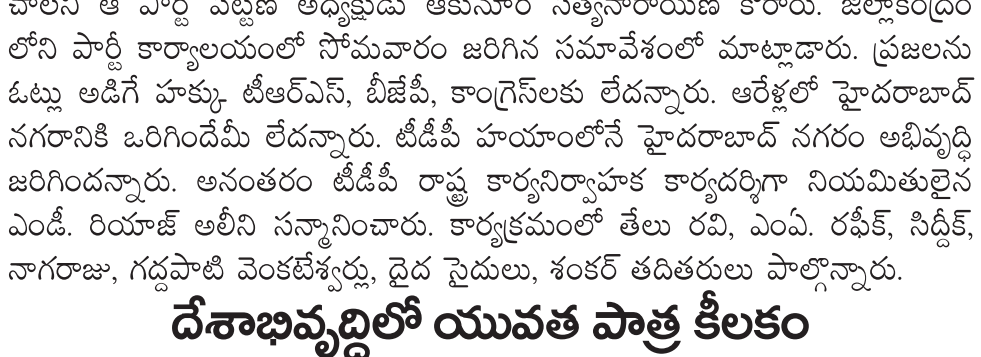 చాలని ఆ పార్టీ పట్టణ అధ్యక్షుడు ఆకునూరి సత్యనారాయణ కోరారు. జిల్లాకేంద్రం
లోని పార్టీ కార్యాలయంలో సోమవారం జరిగిన సమావేశంలో మాట్లాడారు. ప్రజలను
ఓట్లు అడిగే హక్కు టీఆర్ఎస్, బీజేపీ, కాంగ్రెస్‌లకు లేదన్నారు. ఆరేళ్లలో హైదరాబాద్
నగరానికి ఒరిగిందేమీ లేదన్నారు. టీడీపీ హయాంలోనే హైదరాబాద్ నగరం అభివృద్ధి
జరిగిందన్నారు. అనంతరం టీడీపీ రాష్ట్ర కార్యనిర్వాహక కార్యదర్శిగా నియమితులైన
ఎండీ. రియాజ్ అలీని సన్మానించారు. కార్యక్రమంలో తేలు రవి, ఎంఏ. రఫీక్, సిద్దీక్,
నాగరాజు, గద్దపాటి వెంకటేశ్వర్లు, దైద సైదులు, శంకర్ తదితరులు పాల్గొన్నారు.
దేశాభివృద్ధిలో యువత పాత్ర కీలకం